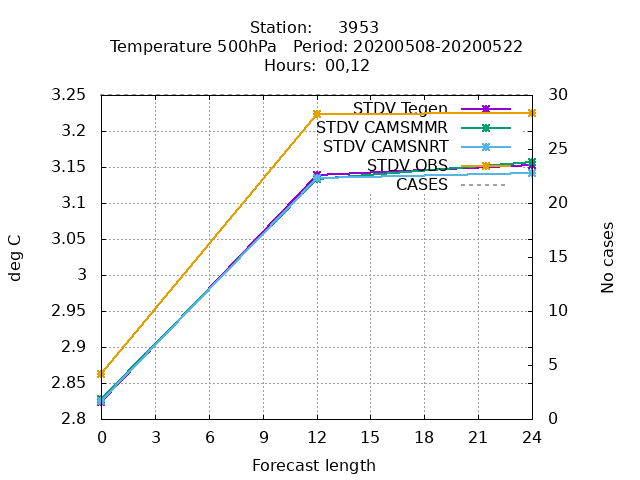 Station: 3953
Temperature 500hPa Period: 20200508-20200522
Hours: 00,12
3.25
3.2
3.15
3.1
3.05
3
2.95
2.9
2.85
2.8
deg C
STDV Tegen
STDV CAMSMMR
STDV CAMSNRT
STDV OBS
CASES
30
25
20
15
10
5
0
No cases
0 3 6 9 12 15 18 21 24
Forecast length